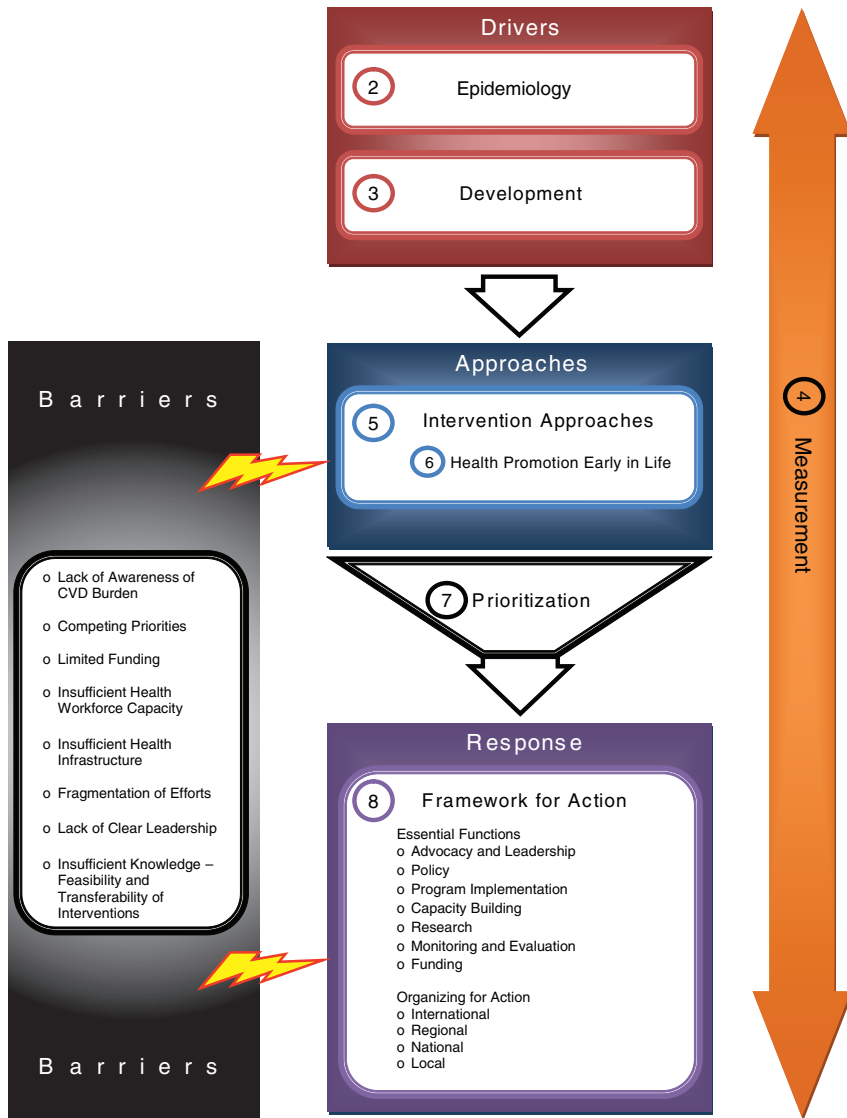 Drivers
2 Epidemiology
3 Development
Approaches
5 Intervention Approaches
6 Health Promotion Early in Life
7 Prioritization
Response
8 Framework for Action
Essential Functions
o Advocacy and Leadership
o Policy
o Program Implementation
o Capacity Building
o Research
o Monitoring and Evaluation
o Funding
Organizing for Action
o International
o Regional
o National
o Local
Barriers
o Lack of Awareness of
CVD Burden
o Competing Priorities
o Limited Funding
o Insufficient Health
Workforce Capacity
o Insufficient Health
Infrastructure
o Fragmentation of Efforts
o Lack of Clear Leadership
o Insufficient Knowledge –
Feasibility and
Transferability of
Interventions
Barriers
4 Measurement